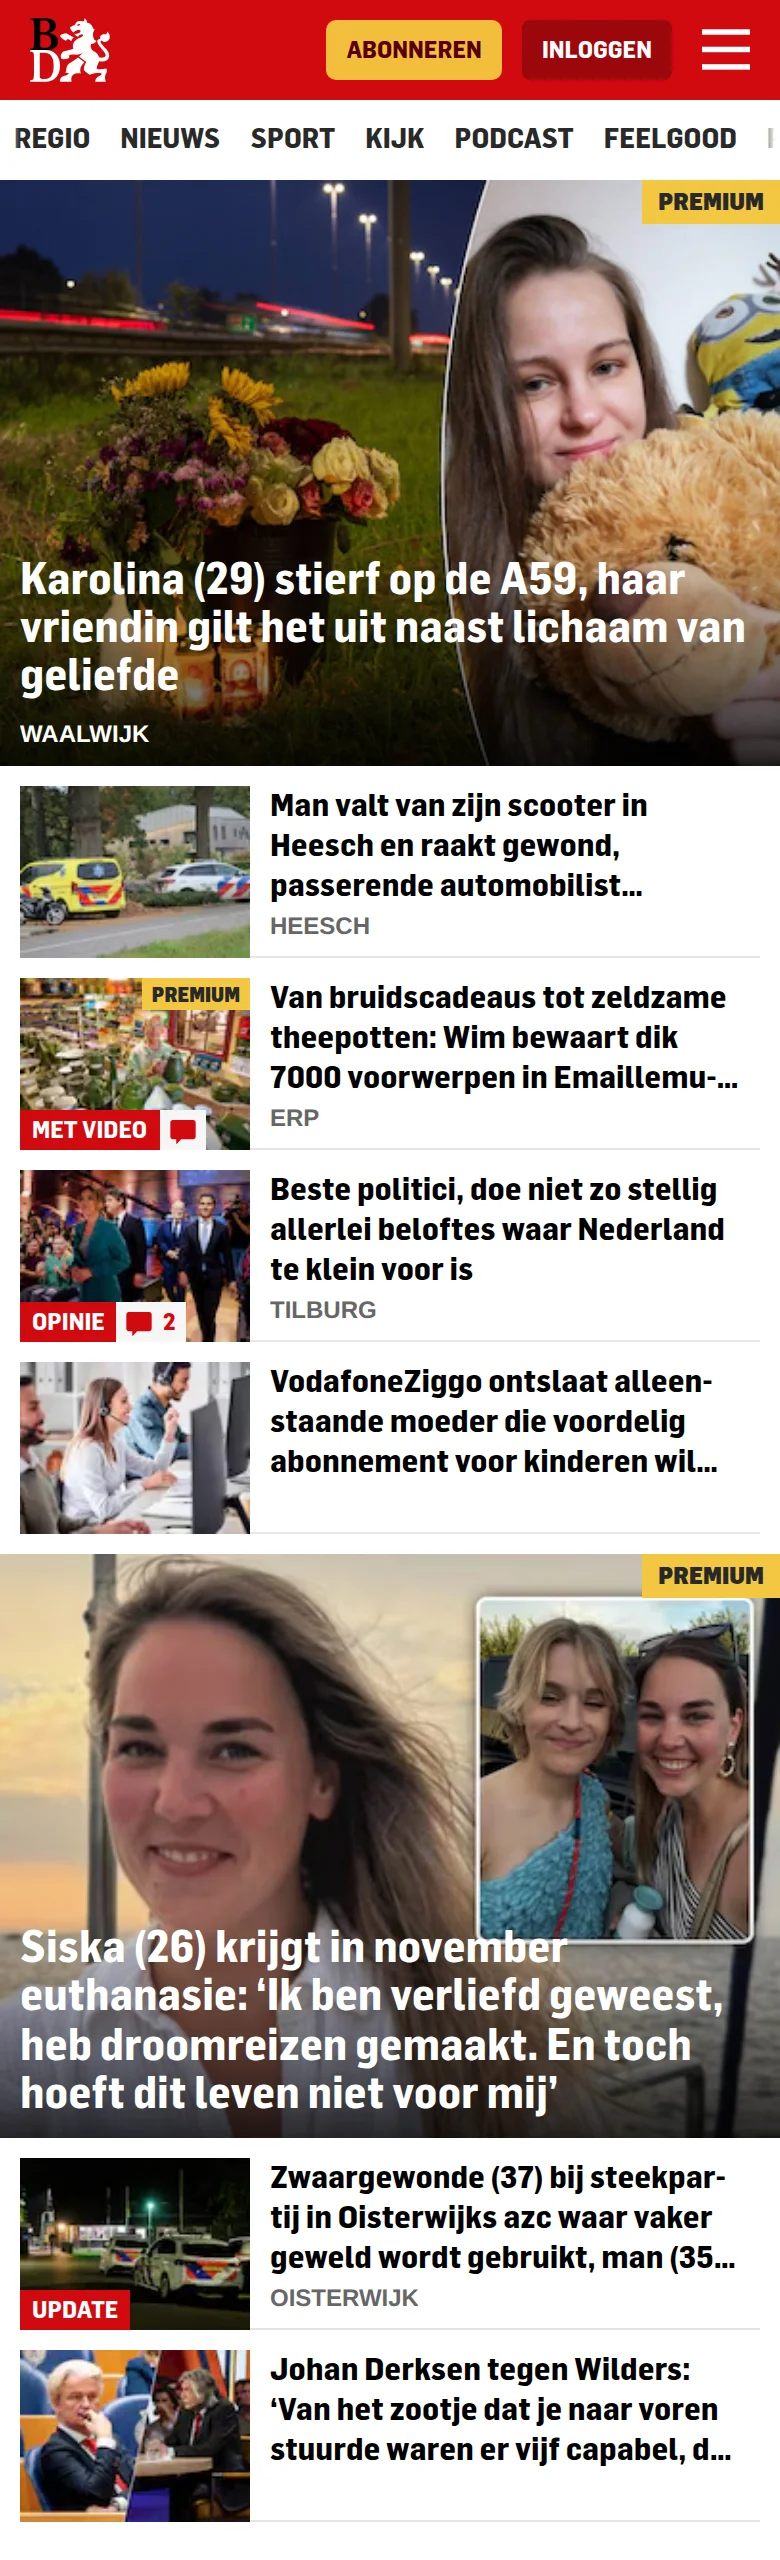 BD
ABONNEREN
INLOGGEN
REGIO NIEUWS SPORT KIJK PODCAST FEELGOOD
PREMIUM
Karolina (29) stierf op de A59, haar
vriendin gilt het uit naast lichaam van
geliefde
WAALWIJK
Man valt van zijn scooter in
Heesch en raakt gewond,
passerende automobilist...
HEESCH
PREMIUM
MET VIDEO
Van bruidscadeaus tot zeldzame
theepotten: Wim bewaart dik
7000 voorwerpen in Emaillemu-...
ERP
OPINIE
2
Beste politici, doe niet zo stellig
allerlei beloftes waar Nederland
te klein voor is
TILBURG
VodafoneZiggo ontslaat alleen-
staande moeder die voordelig
abonnement voor kinderen wil...
PREMIUM
Siska (26) krijgt in november
euthanasie: ‘Ik ben verliefd geweest,
heb droomreizen gemaakt. En toch
hoeft dit leven niet voor mij’
UPDATE
Zwaargewonde (37) bij steekpar-
tij in Oisterwijks azc waar vaker
geweld wordt gebruikt, man (35...
OISTERWIJK
Johan Derksen tegen Wilders:
‘Van het zootje dat je naar voren
stuurde waren er vijf capabel, d...